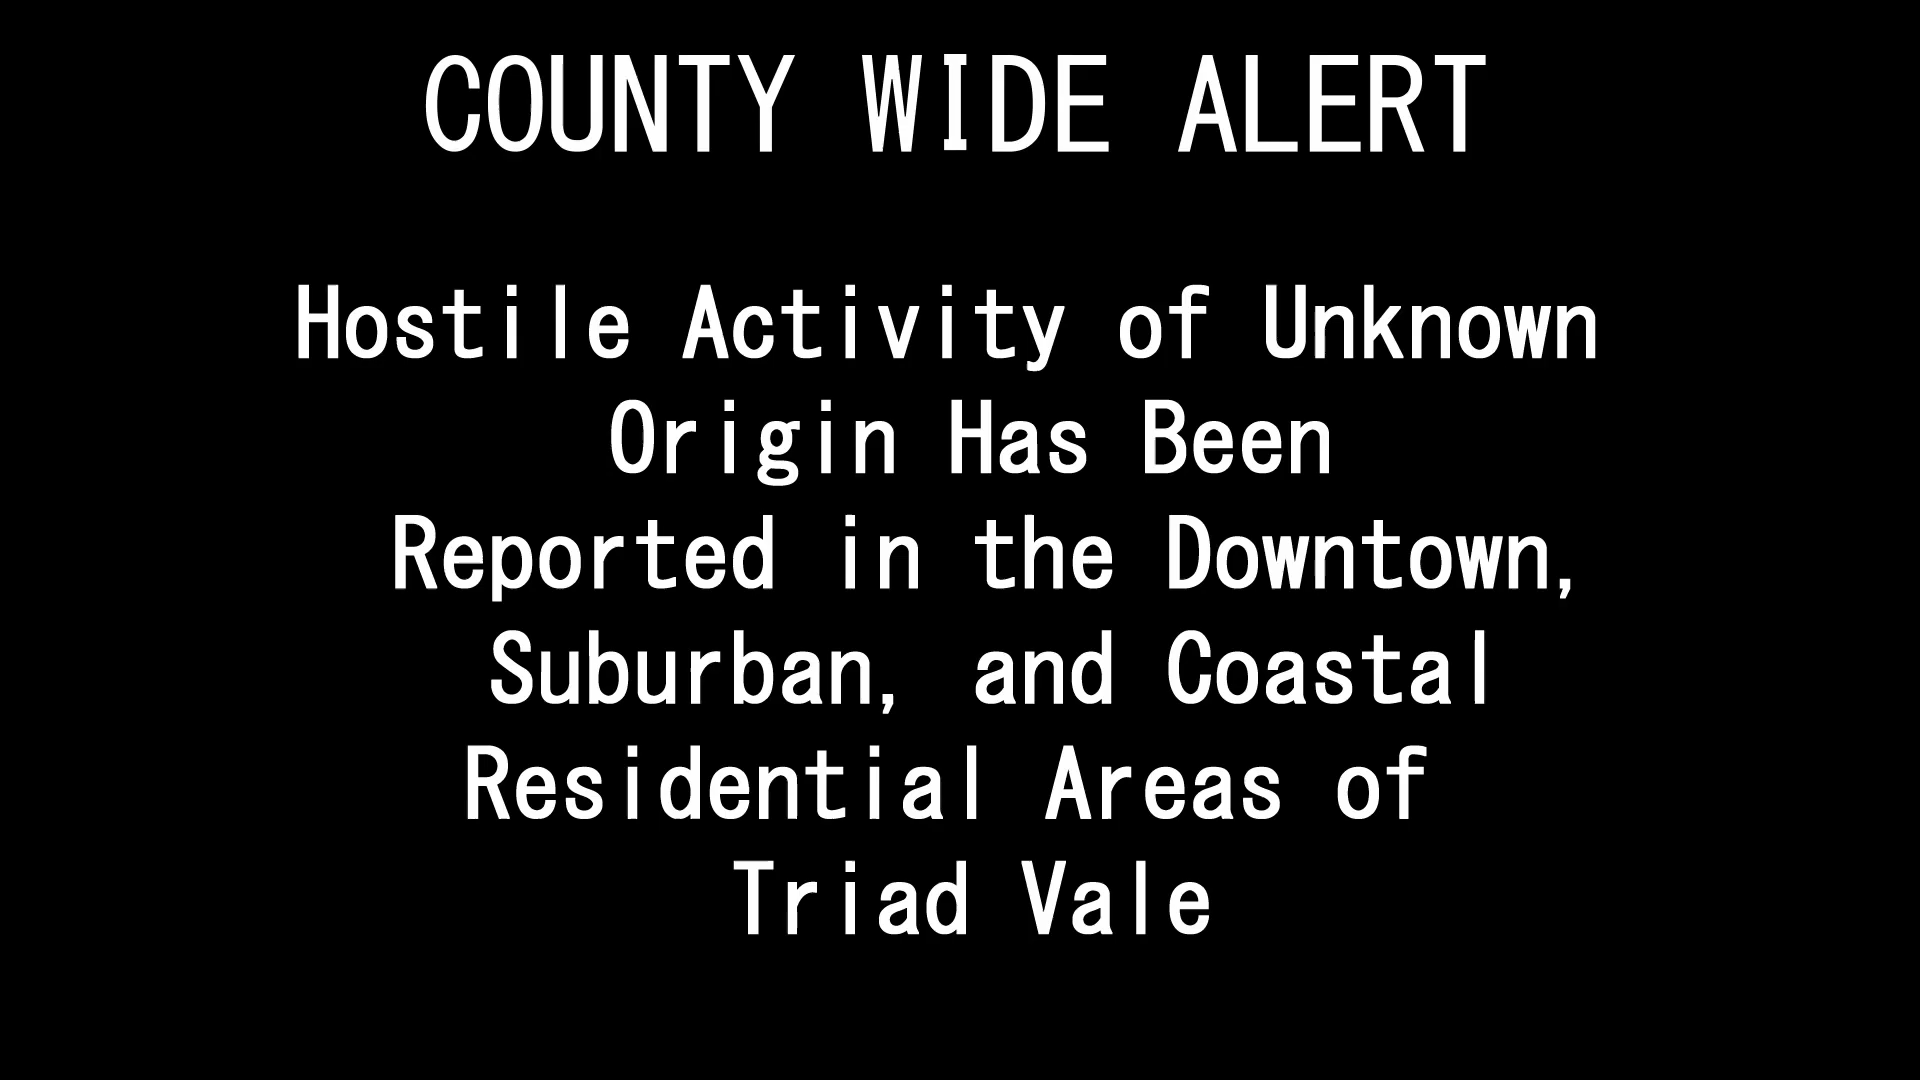 COUNTY WIDE ALERT
Hostile Activity of Unknown
Origin Has Been
Reported in the Downtown,
Suburban, and Coastal
Residential Areas of
Triad Vale